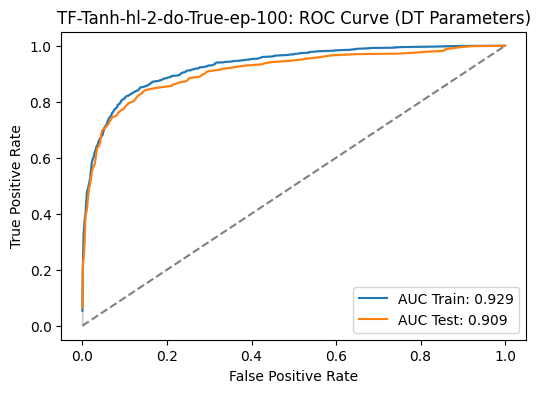 TF-Tanh-hl-2-do-True-ep-100: ROC Curve (DT Parameters)
True Positive Rate
1.0
0.8
0.6
0.4
0.2
0.0
AUC Train: 0.929
AUC Test: 0.909
0.0 0.2 0.4 0.6 0.8 1.0
False Positive Rate